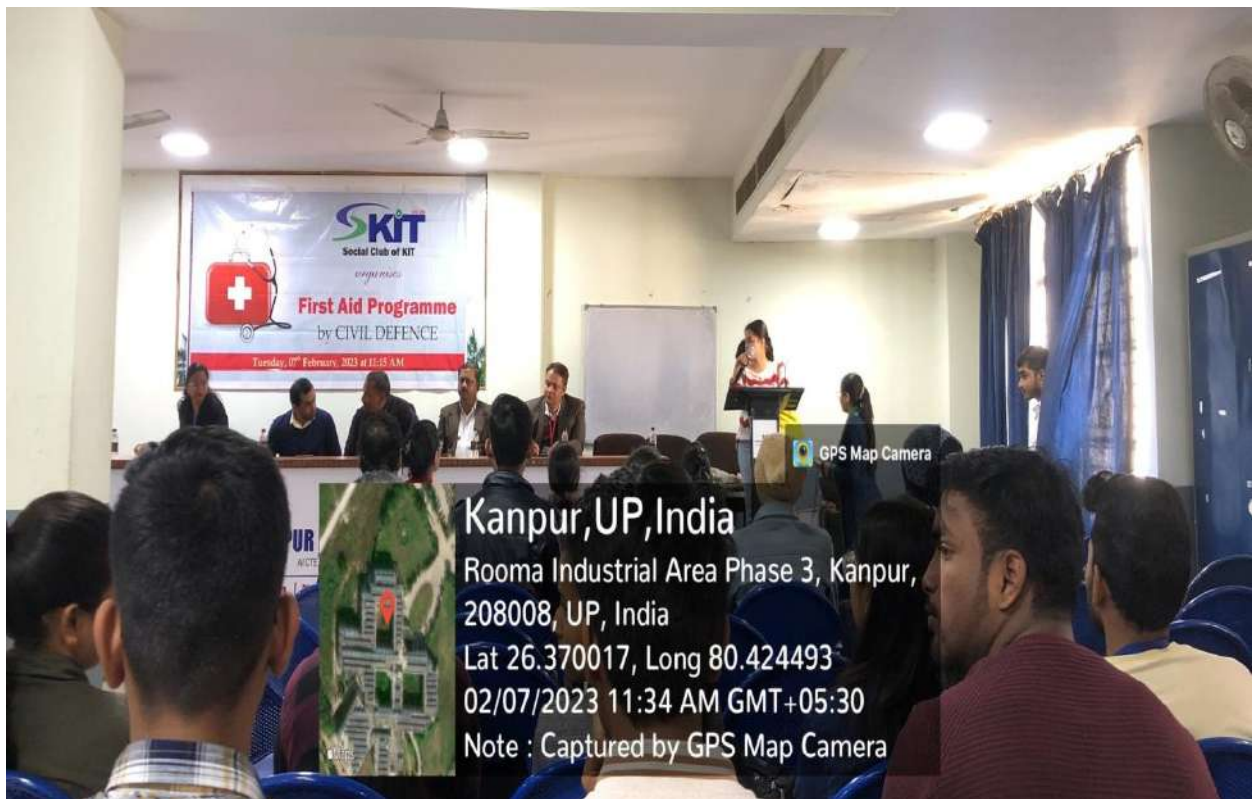 SKIT
Social Club of KIT
organises
First Aid Programme
by CIVIL DEFENCE
Tuesday, 07th February, 2023 at 11:15 AM
GPS Map Camera
PUR
AICTE
Kanpur,UP,India
Rooma Industrial Area Phase 3, Kanpur,
208008, UP, India
Lat 26.370017, Long 80.424493
02/07/2023 11:34 AM GMT+05:30
Note : Captured by GPS Map Camera